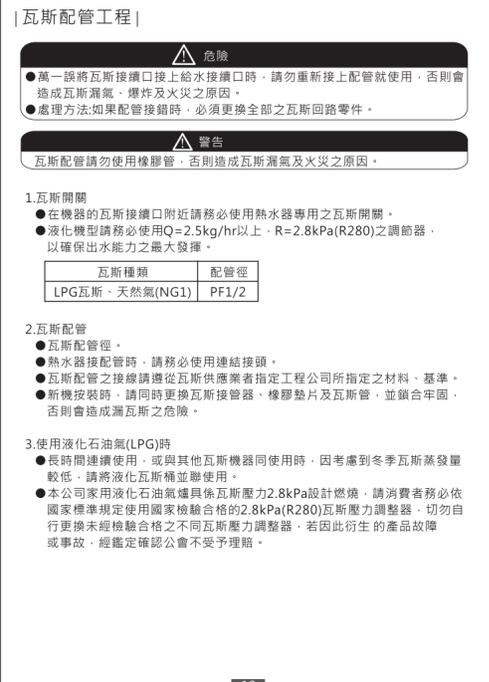 |瓦斯配管工程|
危險
●萬一誤將瓦斯接續口接上給水接續口時，請勿重新接上配管就使用，否則會
造成瓦斯漏氣、爆炸及火災之原因。
●處理方法:如果配管接錯時，必須更換全部之瓦斯回路零件。
警告
瓦斯配管請勿使用橡膠管，否則造成瓦斯漏氣及火災之原因。
1.瓦斯開關
●在機器的瓦斯接續口附近請務必使用熱水器專用之瓦斯開關。
●液化機型請務必使用Q=2.5kg/hr以上，R=2.8kPa(R280)之調節器，
以確保出水能力之最大發揮。
瓦斯種類 配管徑
LPG瓦斯、天然氣(NG1) PF1/2
2.瓦斯配管
●瓦斯配管徑。
●熱水器接配管時，請務必使用連結接頭。
●瓦斯配管之接線請遵從瓦斯供應業者指定工程公司所指定之材料、基準。
●新機按裝時，請同時更換瓦斯接管器、橡膠墊片及瓦斯管，並鎖合牢固，
否則會造成漏瓦斯之危險。
3.使用液化石油氣(LPG)時
●長時間連續使用，或與其他瓦斯機器同使用時，因考慮到冬季瓦斯蒸發量
較低，請將液化瓦斯桶並聯使用。
●本公司家用液化石油氣爐具係瓦斯壓力2.8kPa設計燃燒，請消費者務必依
國家標準規定使用國家檢驗合格的2.8kPa(R280)瓦斯壓力調整器，切勿自
行更換未經檢驗合格之不同瓦斯壓力調整器，若因此衍生的產品故障
或事故，經鑑定確認公會不受予理賠。